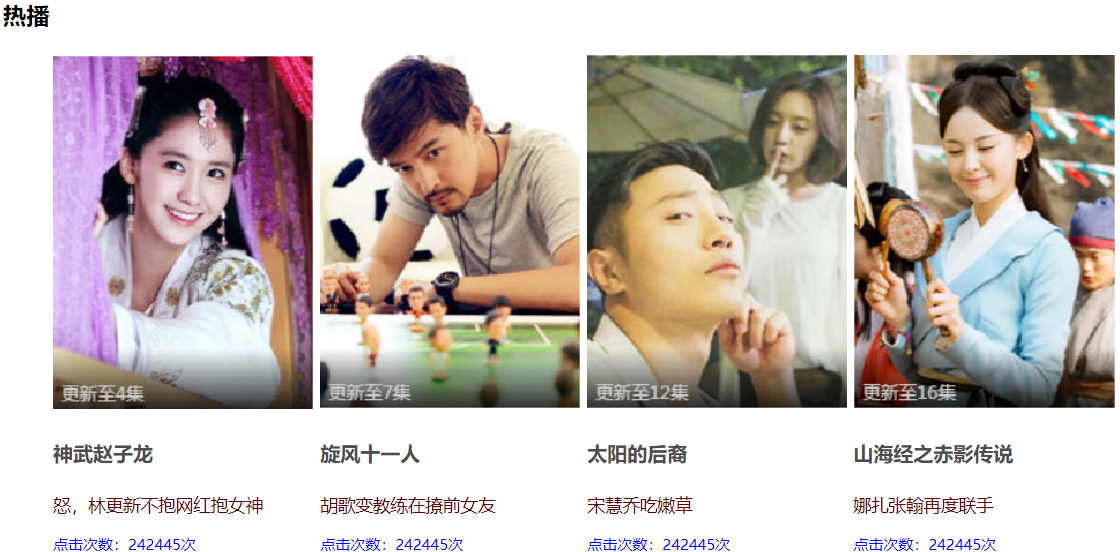 热播
更新至4集
更新至7集
更新至12集
更新至16集
神武赵子龙
旋风十一人
太阳的后裔
山海经之赤影传说
怒，林更新不抱网红抱女神
胡歌变教练在撩前女友
宋慧乔吃嫩草
娜扎张翰再度联手
点击次数：242445次
点击次数：242445次
点击次数：242445次
点击次数：242445次